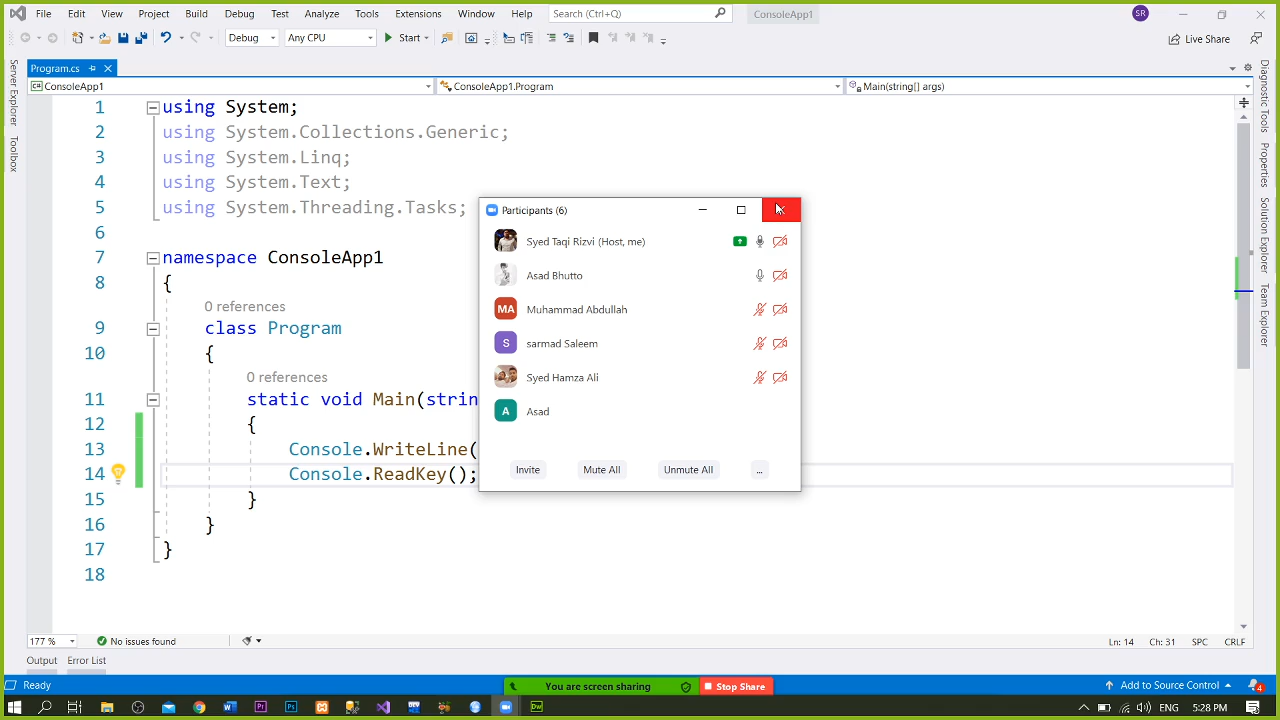 File Edit View Project Build Debug Test Analyze Tools Extensions Window Help Search (Ctrl+Q) ConsoleApp1 SR
Debug Any CPU Start Live Share
Program.cs
ConsoleApp1 ConsoleApp1.Program Main(string[] args)
Server Explorer
Toolbox
1 using System;
2 using System.Collections.Generic;
3 using System.Linq;
4 using System.Text;
5 using System.Threading.Tasks;
6
7 namespace ConsoleApp1
8 {
0 references
9 class Program
10 {
0 references
11 static void Main(strin
12 {
13 Console.WriteLine(
14 Console.ReadKey();
15 }
16 }
17 }
18
Participants (6)
Syed Taqi Rizvi (Host, me)
Asad Bhutto
MA Muhammad Abdullah
S sarmad Saleem
Syed Hamza Ali
A Asad
Invite Mute All Unmute All ...
Diagnostic Tools
Properties
Solution Explorer
Team Explorer
177 % No issues found Ln: 14 Ch: 31 SPC CRLF
Output Error List
Ready You are screen sharing Stop Share Add to Source Control 4
ENG 5:28 PM